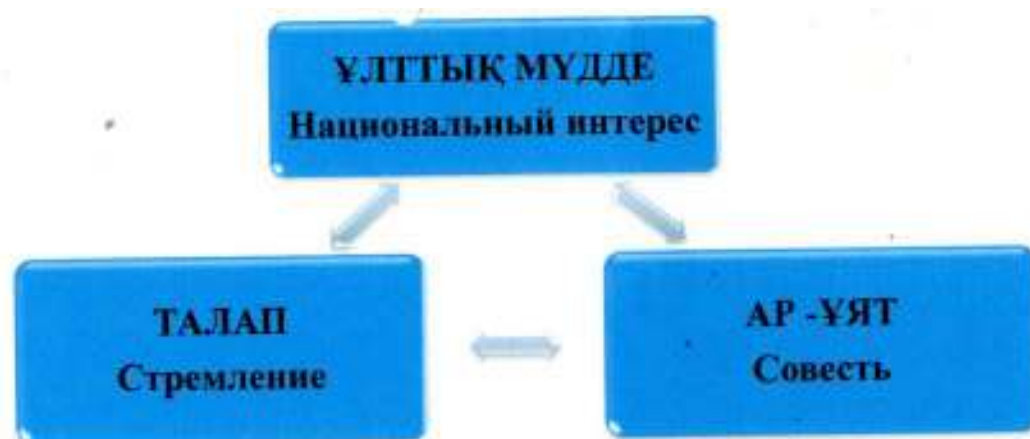 ҰЛТТЫҚ МҮДДЕ
Национальный интерес
ТАЛАП
Стремление
АР -ҰЯТ
Совесть